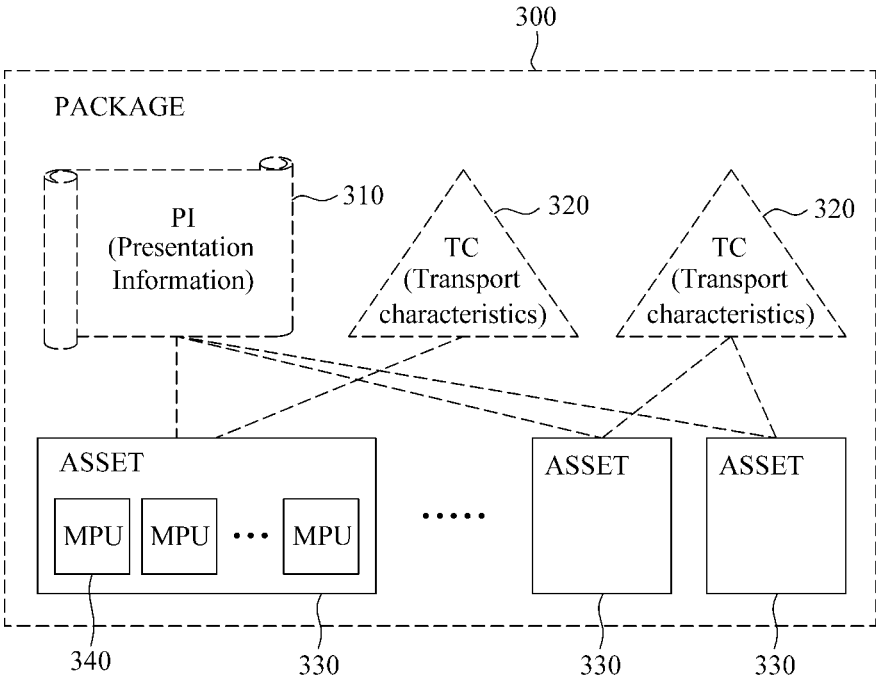 300
PACKAGE
PI
(Presentation
Information)
310
TC
(Transport
characteristics)
320
TC
(Transport
characteristics)
320
ASSET
MPU
MPU
•••
MPU
•••••
ASSET
ASSET
340
330
330
330